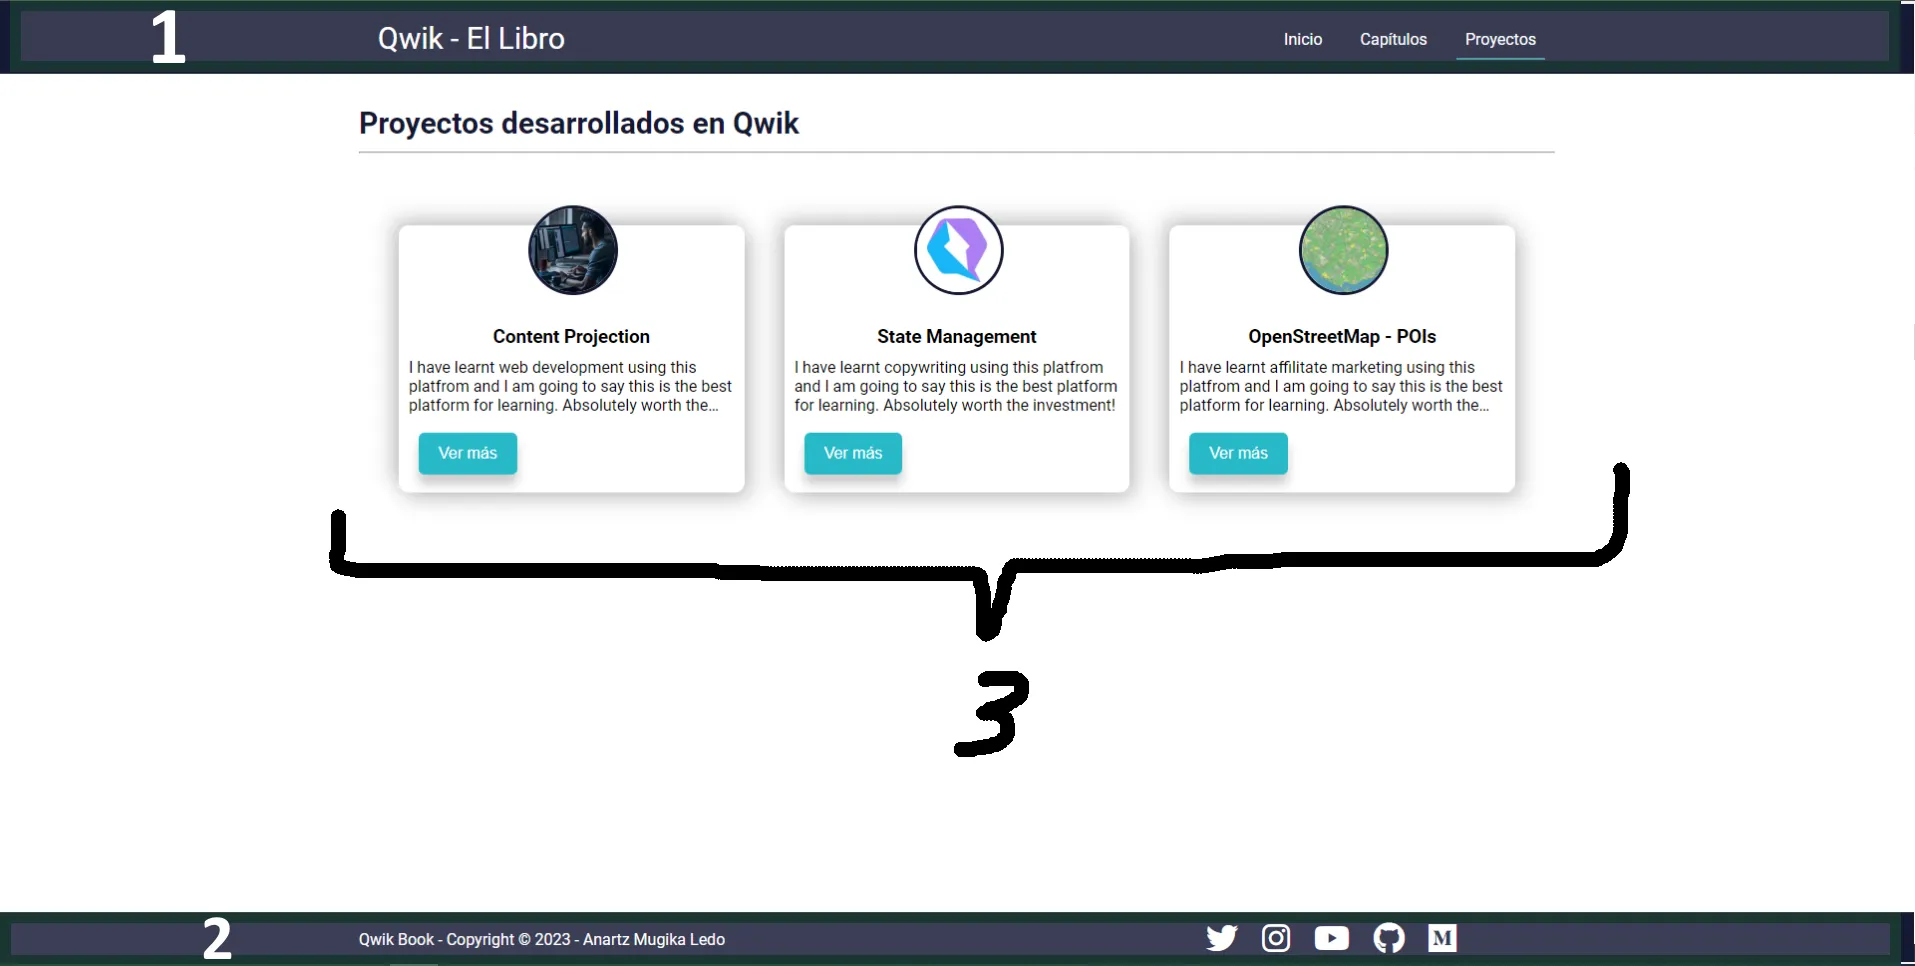 1
Qwik - El Libro
Inicio Capítulos Proyectos
Proyectos desarrollados en Qwik
Content Projection
I have learnt web development using this
platfrom and I am going to say this is the best
platform for learning. Absolutely worth the...
Ver más
State Management
I have learnt copywriting using this platfrom
and I am going to say this is the best platform
for learning. Absolutely worth the investment!
Ver más
OpenStreetMap - POIs
I have learnt affilitate marketing using this
platfrom and I am going to say this is the best
platform for learning. Absolutely worth the...
Ver más
3
2
Qwik Book - Copyright © 2023 - Anartz Mugika Ledo
M